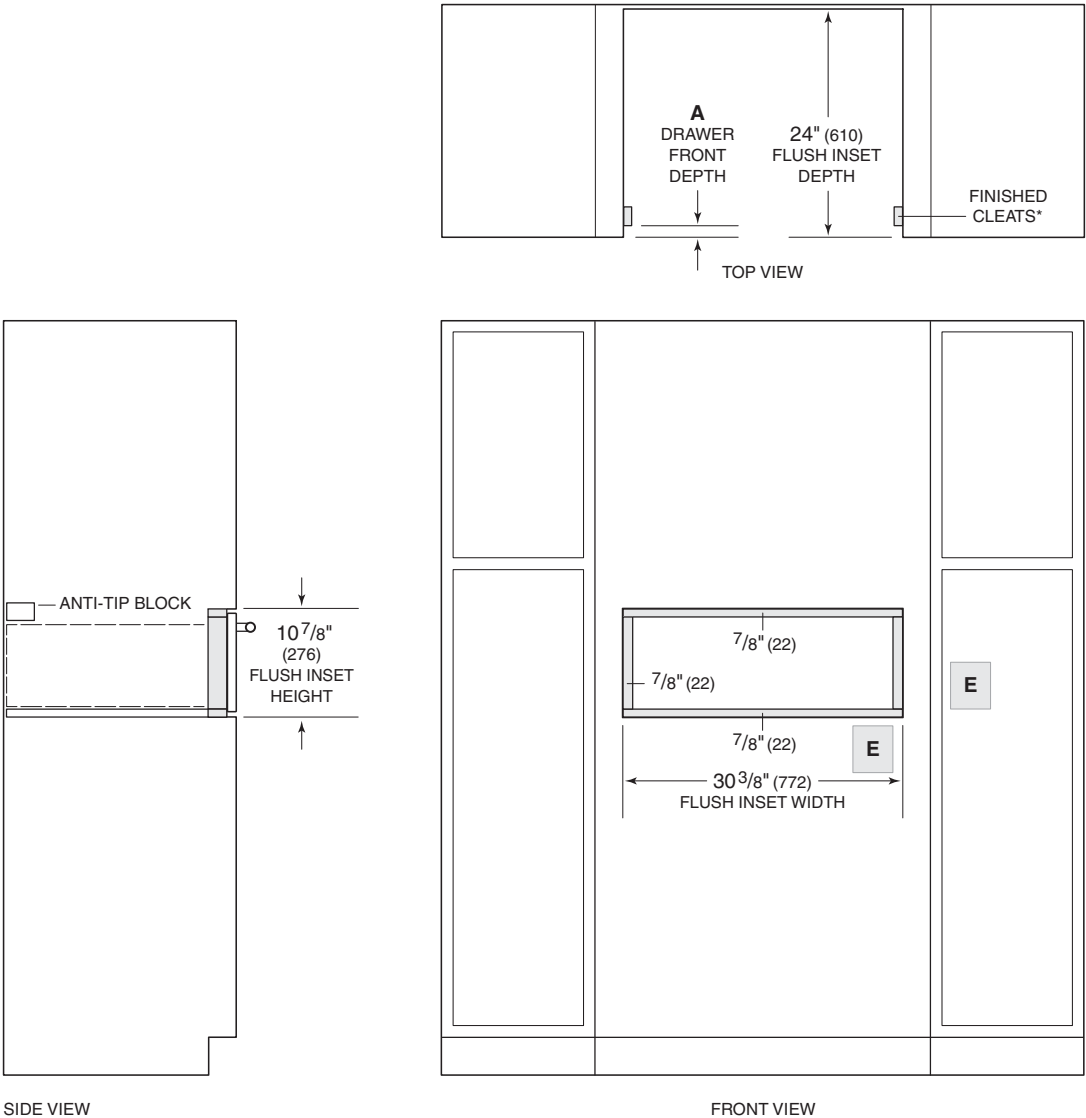 A
DRAWER
FRONT
DEPTH
24" (610)
FLUSH INSET
DEPTH
FINISHED
CLEATS*
TOP VIEW
ANTI-TIP BLOCK
10 7/8"
(276)
FLUSH INSET
HEIGHT
7/8" (22)
7/8" (22)
E
7/8" (22)
E
30 3/8" (772)
FLUSH INSET WIDTH
SIDE VIEW
FRONT VIEW